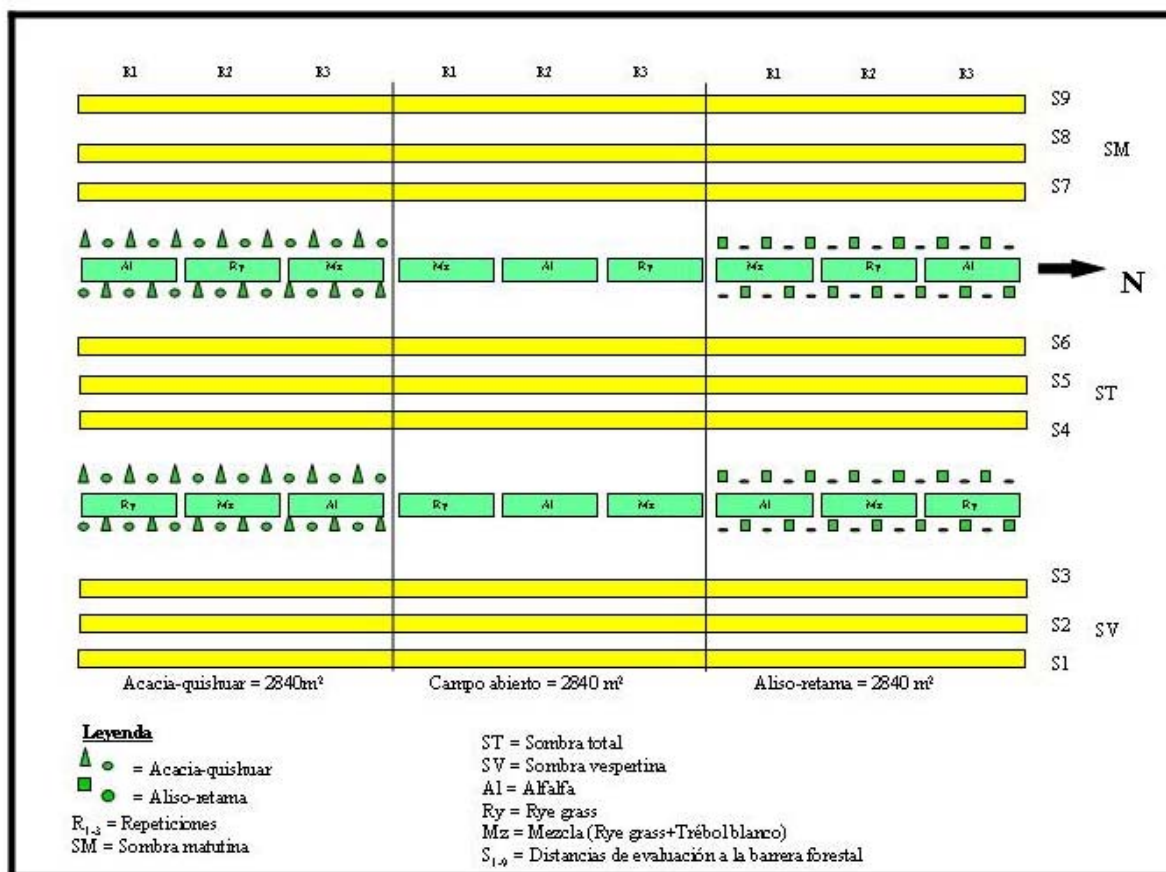 R1 R2 R3 R1 R2 R3 R1 R2 R3
S9
S8
SM
S7
Al Ry Mz Mz Al Ry Mz Ry Al
N
S6
S5
ST
S4
Ry Mz Al Ry Al Mz Al Mz Ry
S3
S2
SV
S1
Acacia-quishuar = 2840m² Campo abierto = 2840 m² Aliso-retama = 2840 m²
Leyenda
= Acacia-quishuar
= Aliso-retama
R1-3 = Repeticiones
SM = Sombra matutina
ST = Sombra total
SV = Sombra vespertina
Al = Alfalfa
Ry = Rye grass
Mz = Mezcla (Rye grass+Trébol blanco)
S1-9 = Distancias de evaluación a la barrera forestal